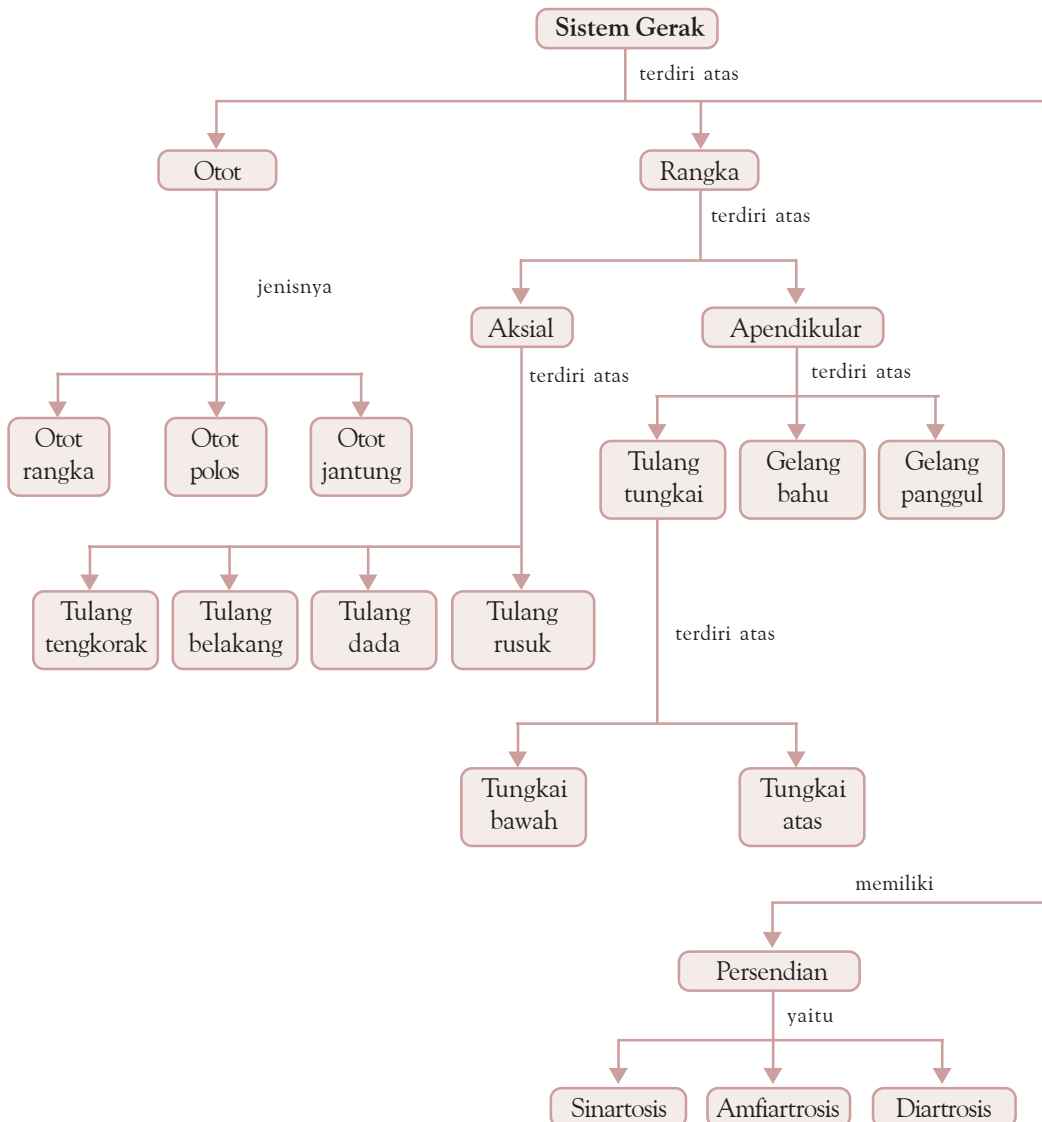 Sistem Gerak
terdiri atas
Otot
Rangka
terdiri atas
jenisnya
Aksial
Apendikular
terdiri atas
terdiri atas
Otot
rangka
Otot
polos
Otot
jantung
Tulang
tungkai
Gelang
bahu
Gelang
panggul
Tulang
tengkorak
Tulang
belakang
Tulang
dada
Tulang
rusuk
terdiri atas
Tungkai
bawah
Tungkai
atas
memiliki
Persendian
yaitu
Sinartosis
Amfiartrosis
Diartrosis